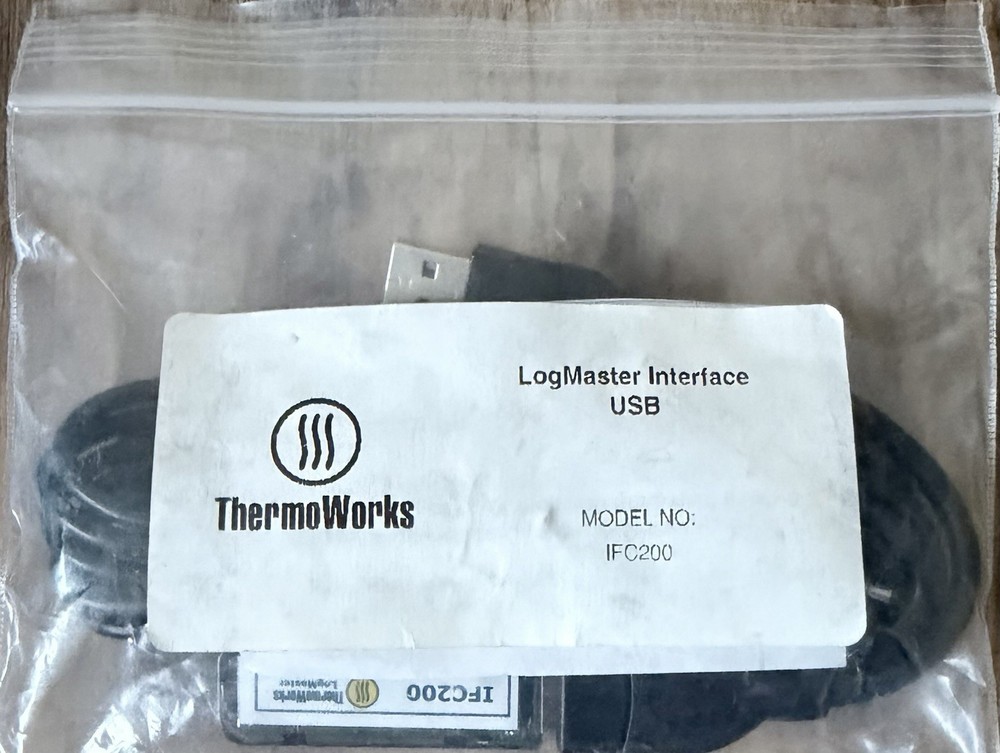 LogMaster Interface
USB
ThermoWorks
MODEL NO:
IFC200
IFC200
ThermoWorks
LogMaster